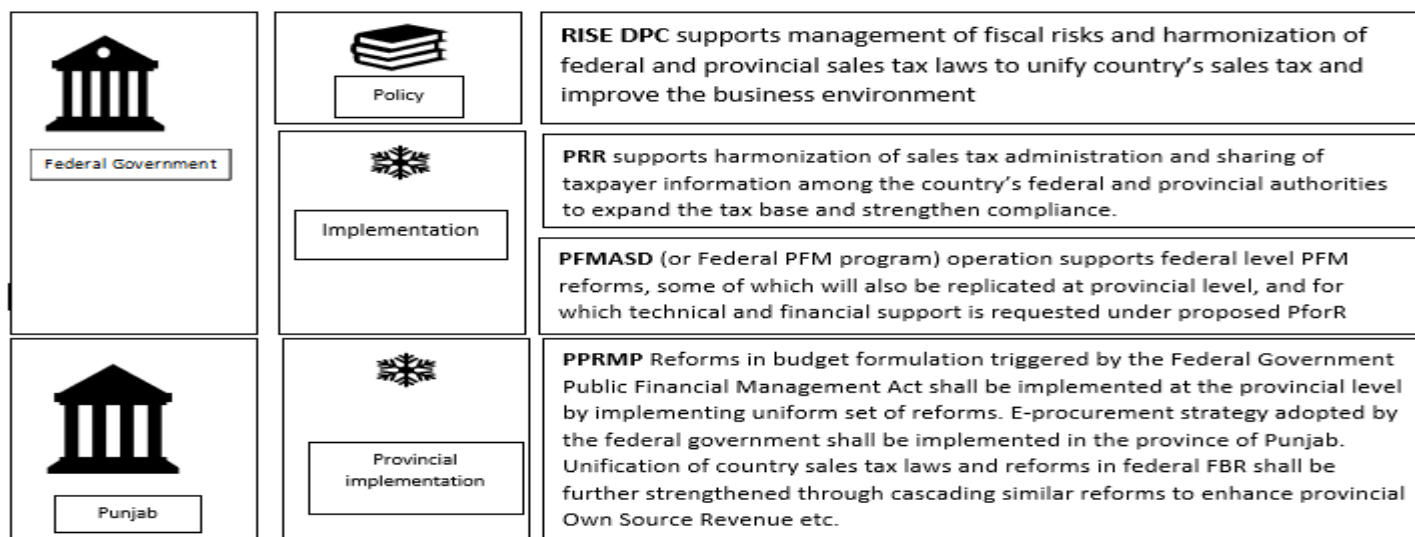 Federal Government
Policy
RISE DPC supports management of fiscal risks and harmonization of
federal and provincial sales tax laws to unify country's sales tax and
improve the business environment
Implementation
PRR supports harmonization of sales tax administration and sharing of
taxpayer information among the country's federal and provincial authorities
to expand the tax base and strengthen compliance.
PFMASD (or Federal PFM program) operation supports federal level PFM
reforms, some of which will also be replicated at provincial level, and for
which technical and financial support is requested under proposed PforR
Punjab
Provincial
implementation
PPRMP Reforms in budget formulation triggered by the Federal Government
Public Financial Management Act shall be implemented at the provincial level
by implementing uniform set of reforms. E-procurement strategy adopted by
the federal government shall be implemented in the province of Punjab.
Unification of country sales tax laws and reforms in federal FBR shall be
further strengthened through cascading similar reforms to enhance provincial
Own Source Revenue etc.